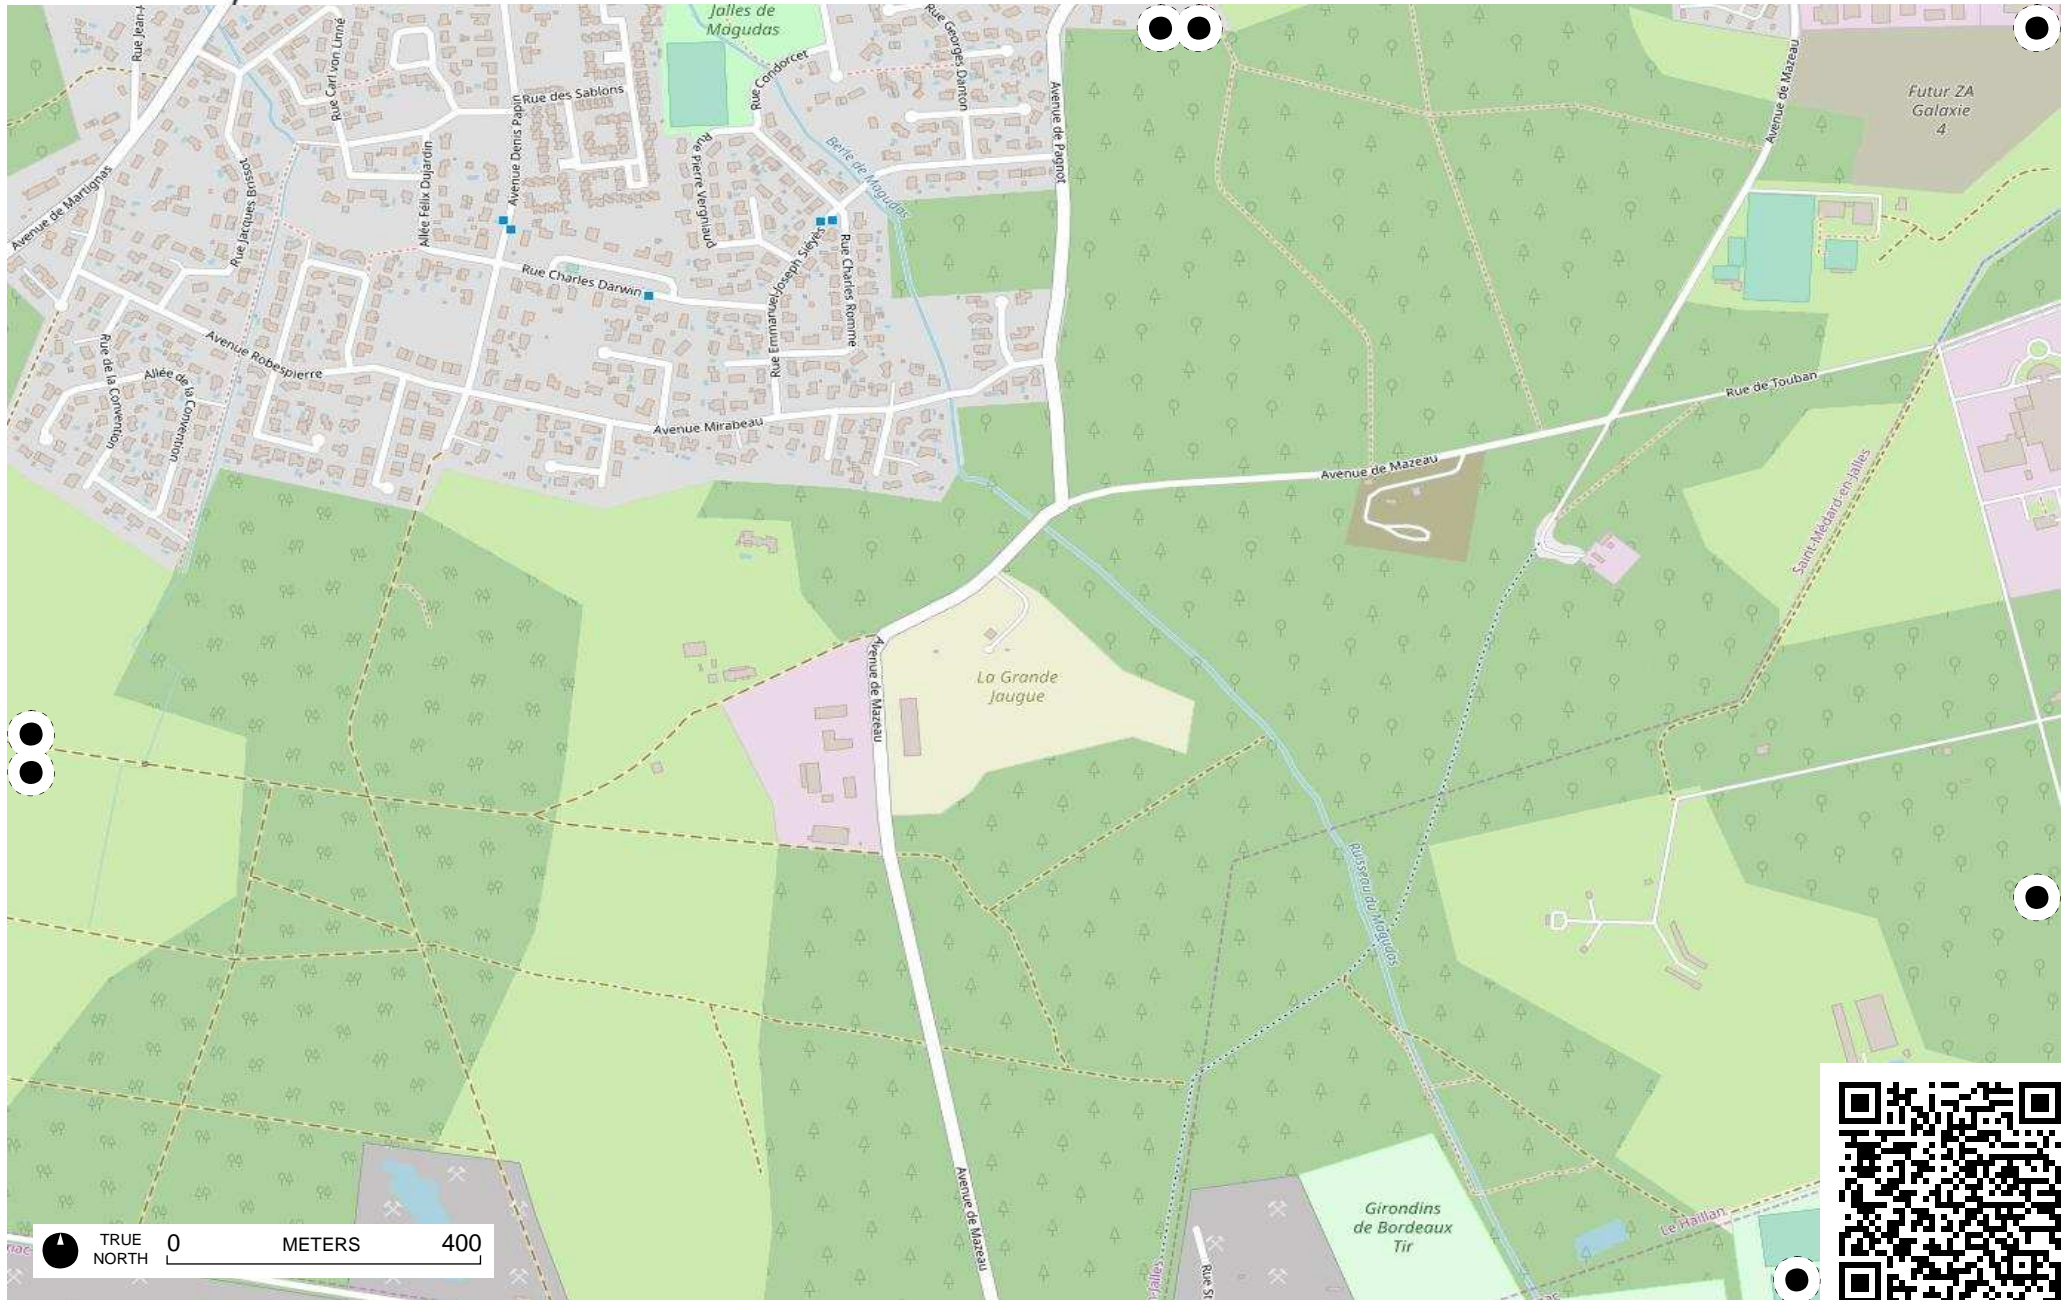 Jalles de
Magudas
Rue Jean-
Rue Carl von Linné
Rue Georges Danton
Rue Condorcet
Rue des Sablons
Avenue Denis Papin
Avenue de Pagnot
Avenue de Mazeau
Futur ZA
Galaxie
4
Berle de Magudas
Rue Pierre Vergniaud
Allée Félix Dujardin
Avenue de Martignas
Rue Jacques Brissot
Rue Charles Darwin
Rue Emmanuel-Joseph Siéyès
Rue Charles Romme
Avenue Robespierre
Rue de la Convention
Allée de la Convention
Avenue Mirabeau
Rue de Touban
Avenue de Mazeau
Saint-Médard-en-Jalles
Avenue de Mazeau
La Grande
Jaugue
Ruisseau du Magudas
Avenue de Mazeau
Girondins
de Bordeaux
Tir
Le Haillan
-Jalles
Rue St
TRUE
NORTH
0 METERS 400